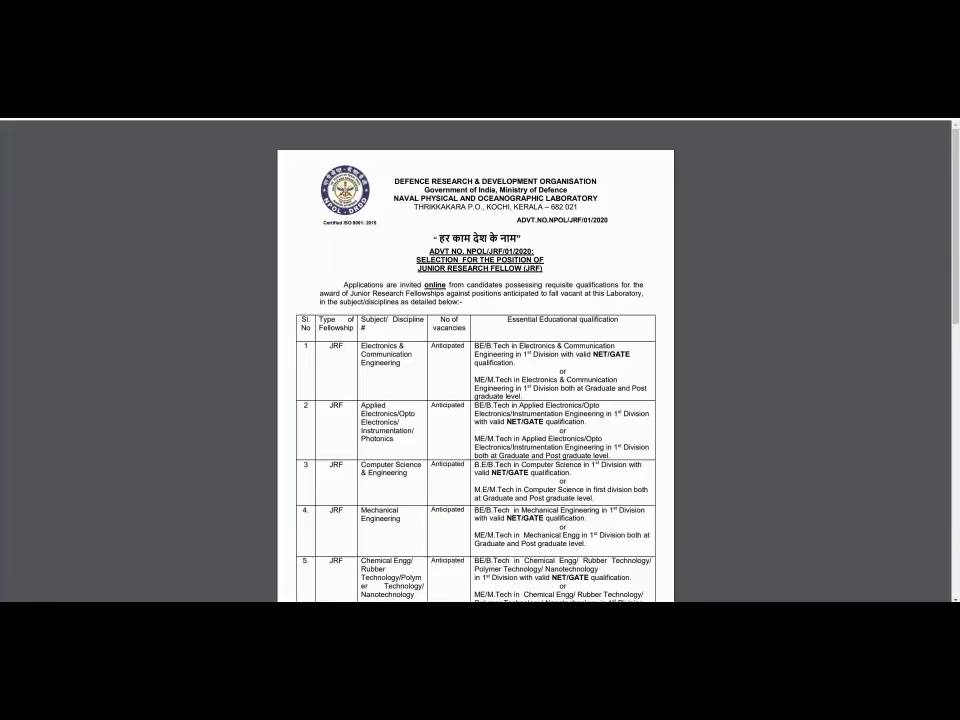 DEFENCE RESEARCH & DEVELOPMENT ORGANISATION
Government of India, Ministry of Defence
NAVAL PHYSICAL AND OCEANOGRAPHIC LABORATORY
THRIKKAKARA P.O., KOCHI, KERALA – 682 021
NPOL - DRDO
Certified ISO 9001: 2015
ADVT.NO.NPOL/JRF/01/2020
“ हर काम देश के नाम”
ADVT NO. NPOL/JRF/01/2020:
SELECTION FOR THE POSITION OF
JUNIOR RESEARCH FELLOW (JRF)
Applications are invited online from candidates possessing requisite qualifications for the
award of Junior Research Fellowships against positions anticipated to fall vacant at this Laboratory,
in the subject/disciplines as detailed below:-
Sl. No
Type of Fellowship
Subject/ Discipline #
No of vacancies
Essential Educational qualification
1
JRF
Electronics &
Communication
Engineering
Anticipated
BE/B.Tech in Electronics & Communication
Engineering in 1st Division with valid NET/GATE
qualification.
or
ME/M.Tech in Electronics & Communication
Engineering in 1st Division both at Graduate and Post
graduate level.
2
JRF
Applied
Electronics/Opto
Electronics/
Instrumentation/
Photonics
Anticipated
BE/B.Tech in Applied Electronics/Opto
Electronics/Instrumentation Engineering in 1st Division
with valid NET/GATE qualification.
or
ME/M.Tech in Applied Electronics/Opto
Electronics/Instrumentation Engineering in 1st Division
both at Graduate and Post graduate level.
3
JRF
Computer Science
& Engineering
Anticipated
B.E/B.Tech in Computer Science in 1st Division with
valid NET/GATE qualification.
or
M.E/M.Tech in Computer Science in first division both
at Graduate and Post graduate level.
4.
JRF
Mechanical
Engineering
Anticipated
BE/B.Tech in Mechanical Engineering in 1st Division
with valid NET/GATE qualification.
or
ME/M.Tech in Mechanical Engg in 1st Division both at
Graduate and Post graduate level.
5.
JRF
Chemical Engg/
Rubber
Technology/Polym
er Technology/
Nanotechnology
Anticipated
BE/B.Tech in Chemical Engg/ Rubber Technology/
Polymer Technology/ Nanotechnology
in 1st Division with valid NET/GATE qualification.
or
ME/M.Tech in Chemical Engg/ Rubber Technology/